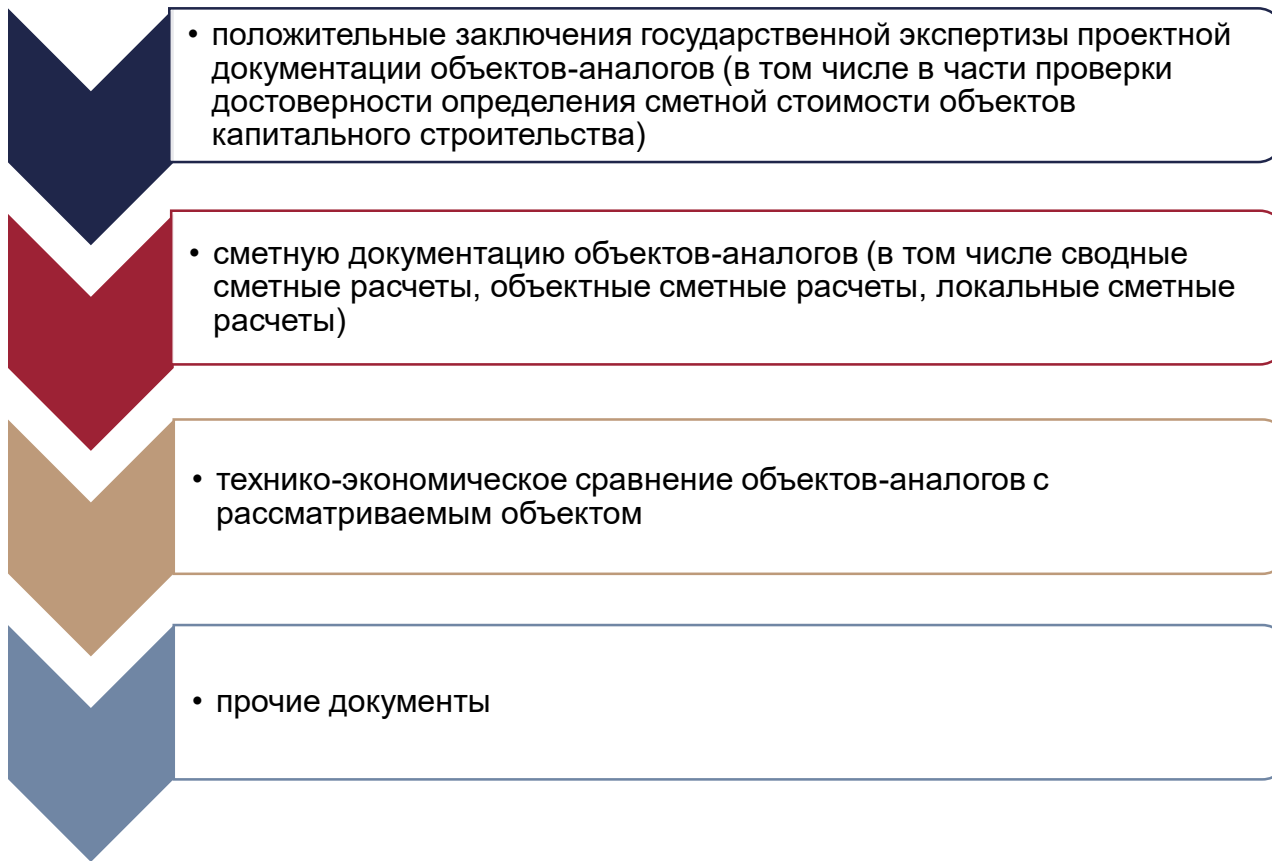 • положительные заключения государственной экспертизы проектной
документации объектов-аналогов (в том числе в части проверки
достоверности определения сметной стоимости объектов
капитального строительства)
• сметную документацию объектов-аналогов (в том числе сводные
сметные расчеты, объектные сметные расчеты, локальные сметные
расчеты)
• технико-экономическое сравнение объектов-аналогов с
рассматриваемым объектом
• прочие документы